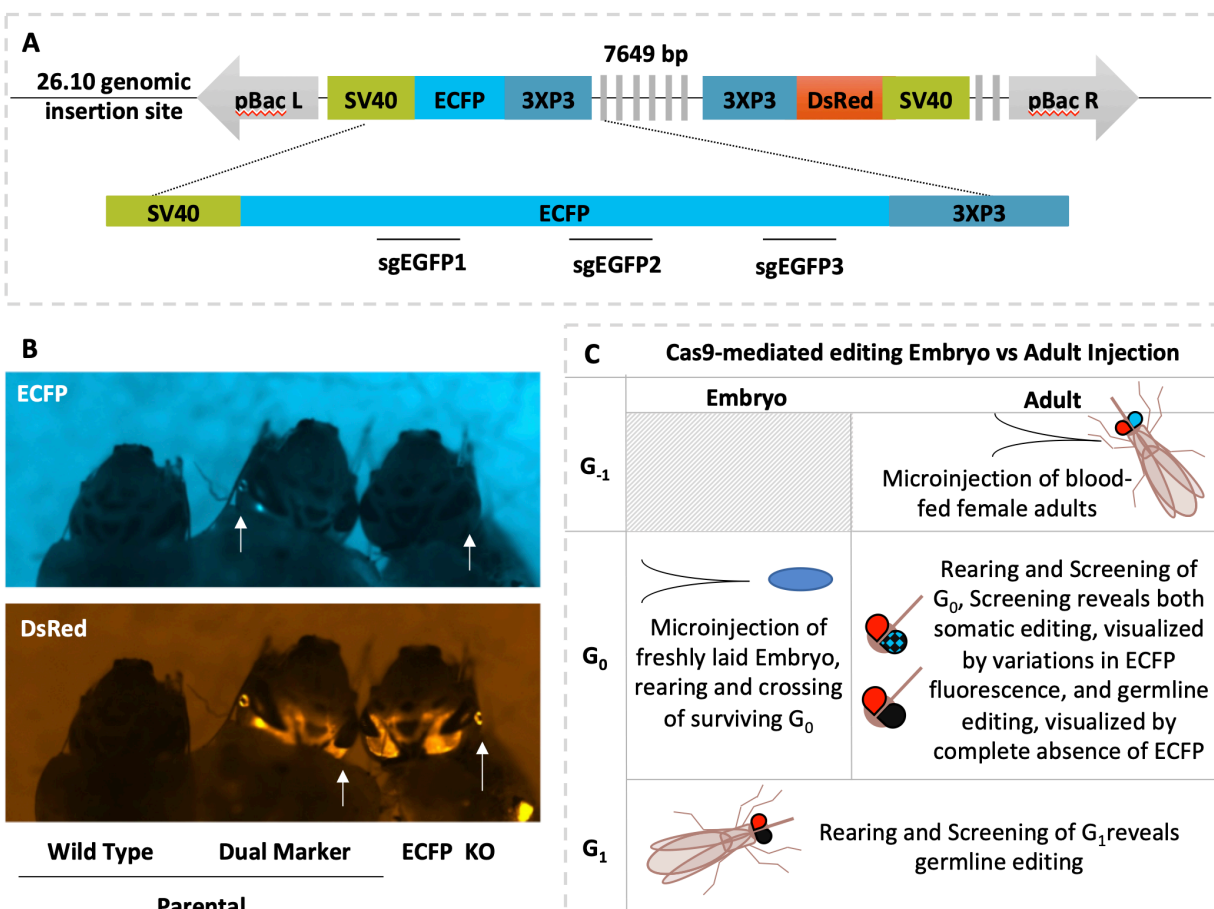 A
7649 bp
26.10 genomic
insertion site
pBac L
SV40
ECFP
3XP3
3XP3
DsRed
SV40
pBac R
SV40
ECFP
3XP3
sgEGFP1
sgEGFP2
sgEGFP3
B
ECFP
DsRed
Wild Type
Dual Marker
ECFP KO
Parental
C
Cas9-mediated editing Embryo vs Adult Injection
Embryo
Adult
G-1
Microinjection of blood-
fed female adults
G0
Microinjection of
freshly laid Embryo,
rearing and crossing
of surviving G0
Rearing and Screening of
G0, Screening reveals both
somatic editing, visualized
by variations in ECFP
fluorescence, and germline
editing, visualized by
complete absence of ECFP
G1
Rearing and Screening of G1reveals
germline editing